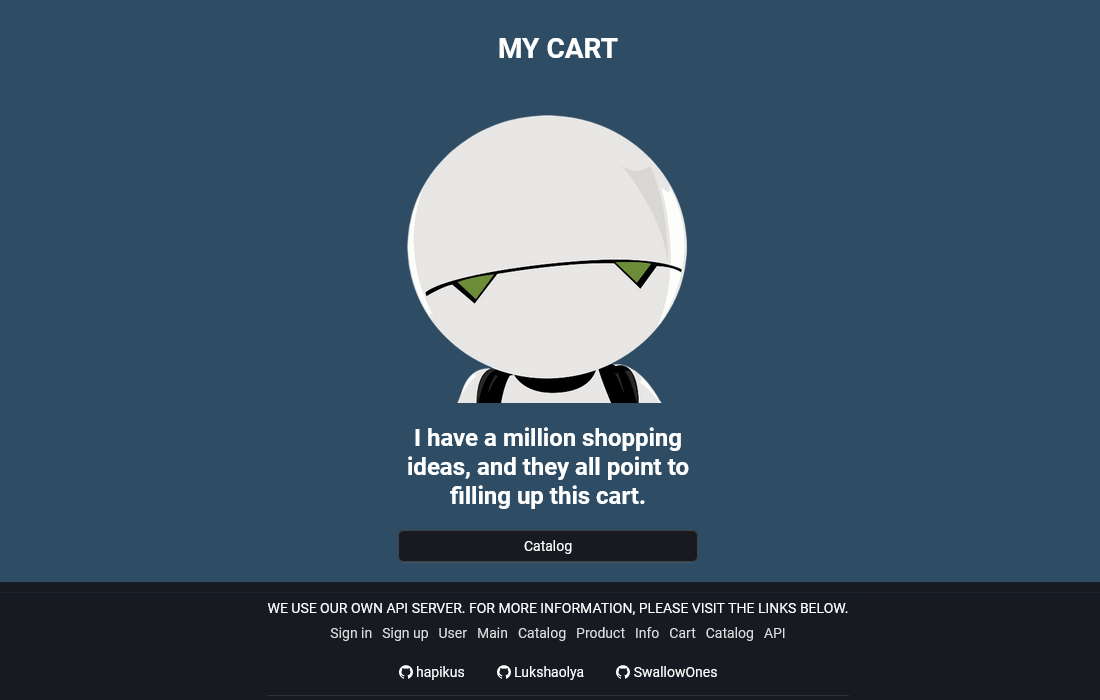 MY CART
I have a million shopping
ideas, and they all point to
filling up this cart.
Catalog
WE USE OUR OWN API SERVER. FOR MORE INFORMATION, PLEASE VISIT THE LINKS BELOW.
Sign in Sign up User Main Catalog Product Info Cart Catalog API
hapikus Lukshaolya SwallowOnes